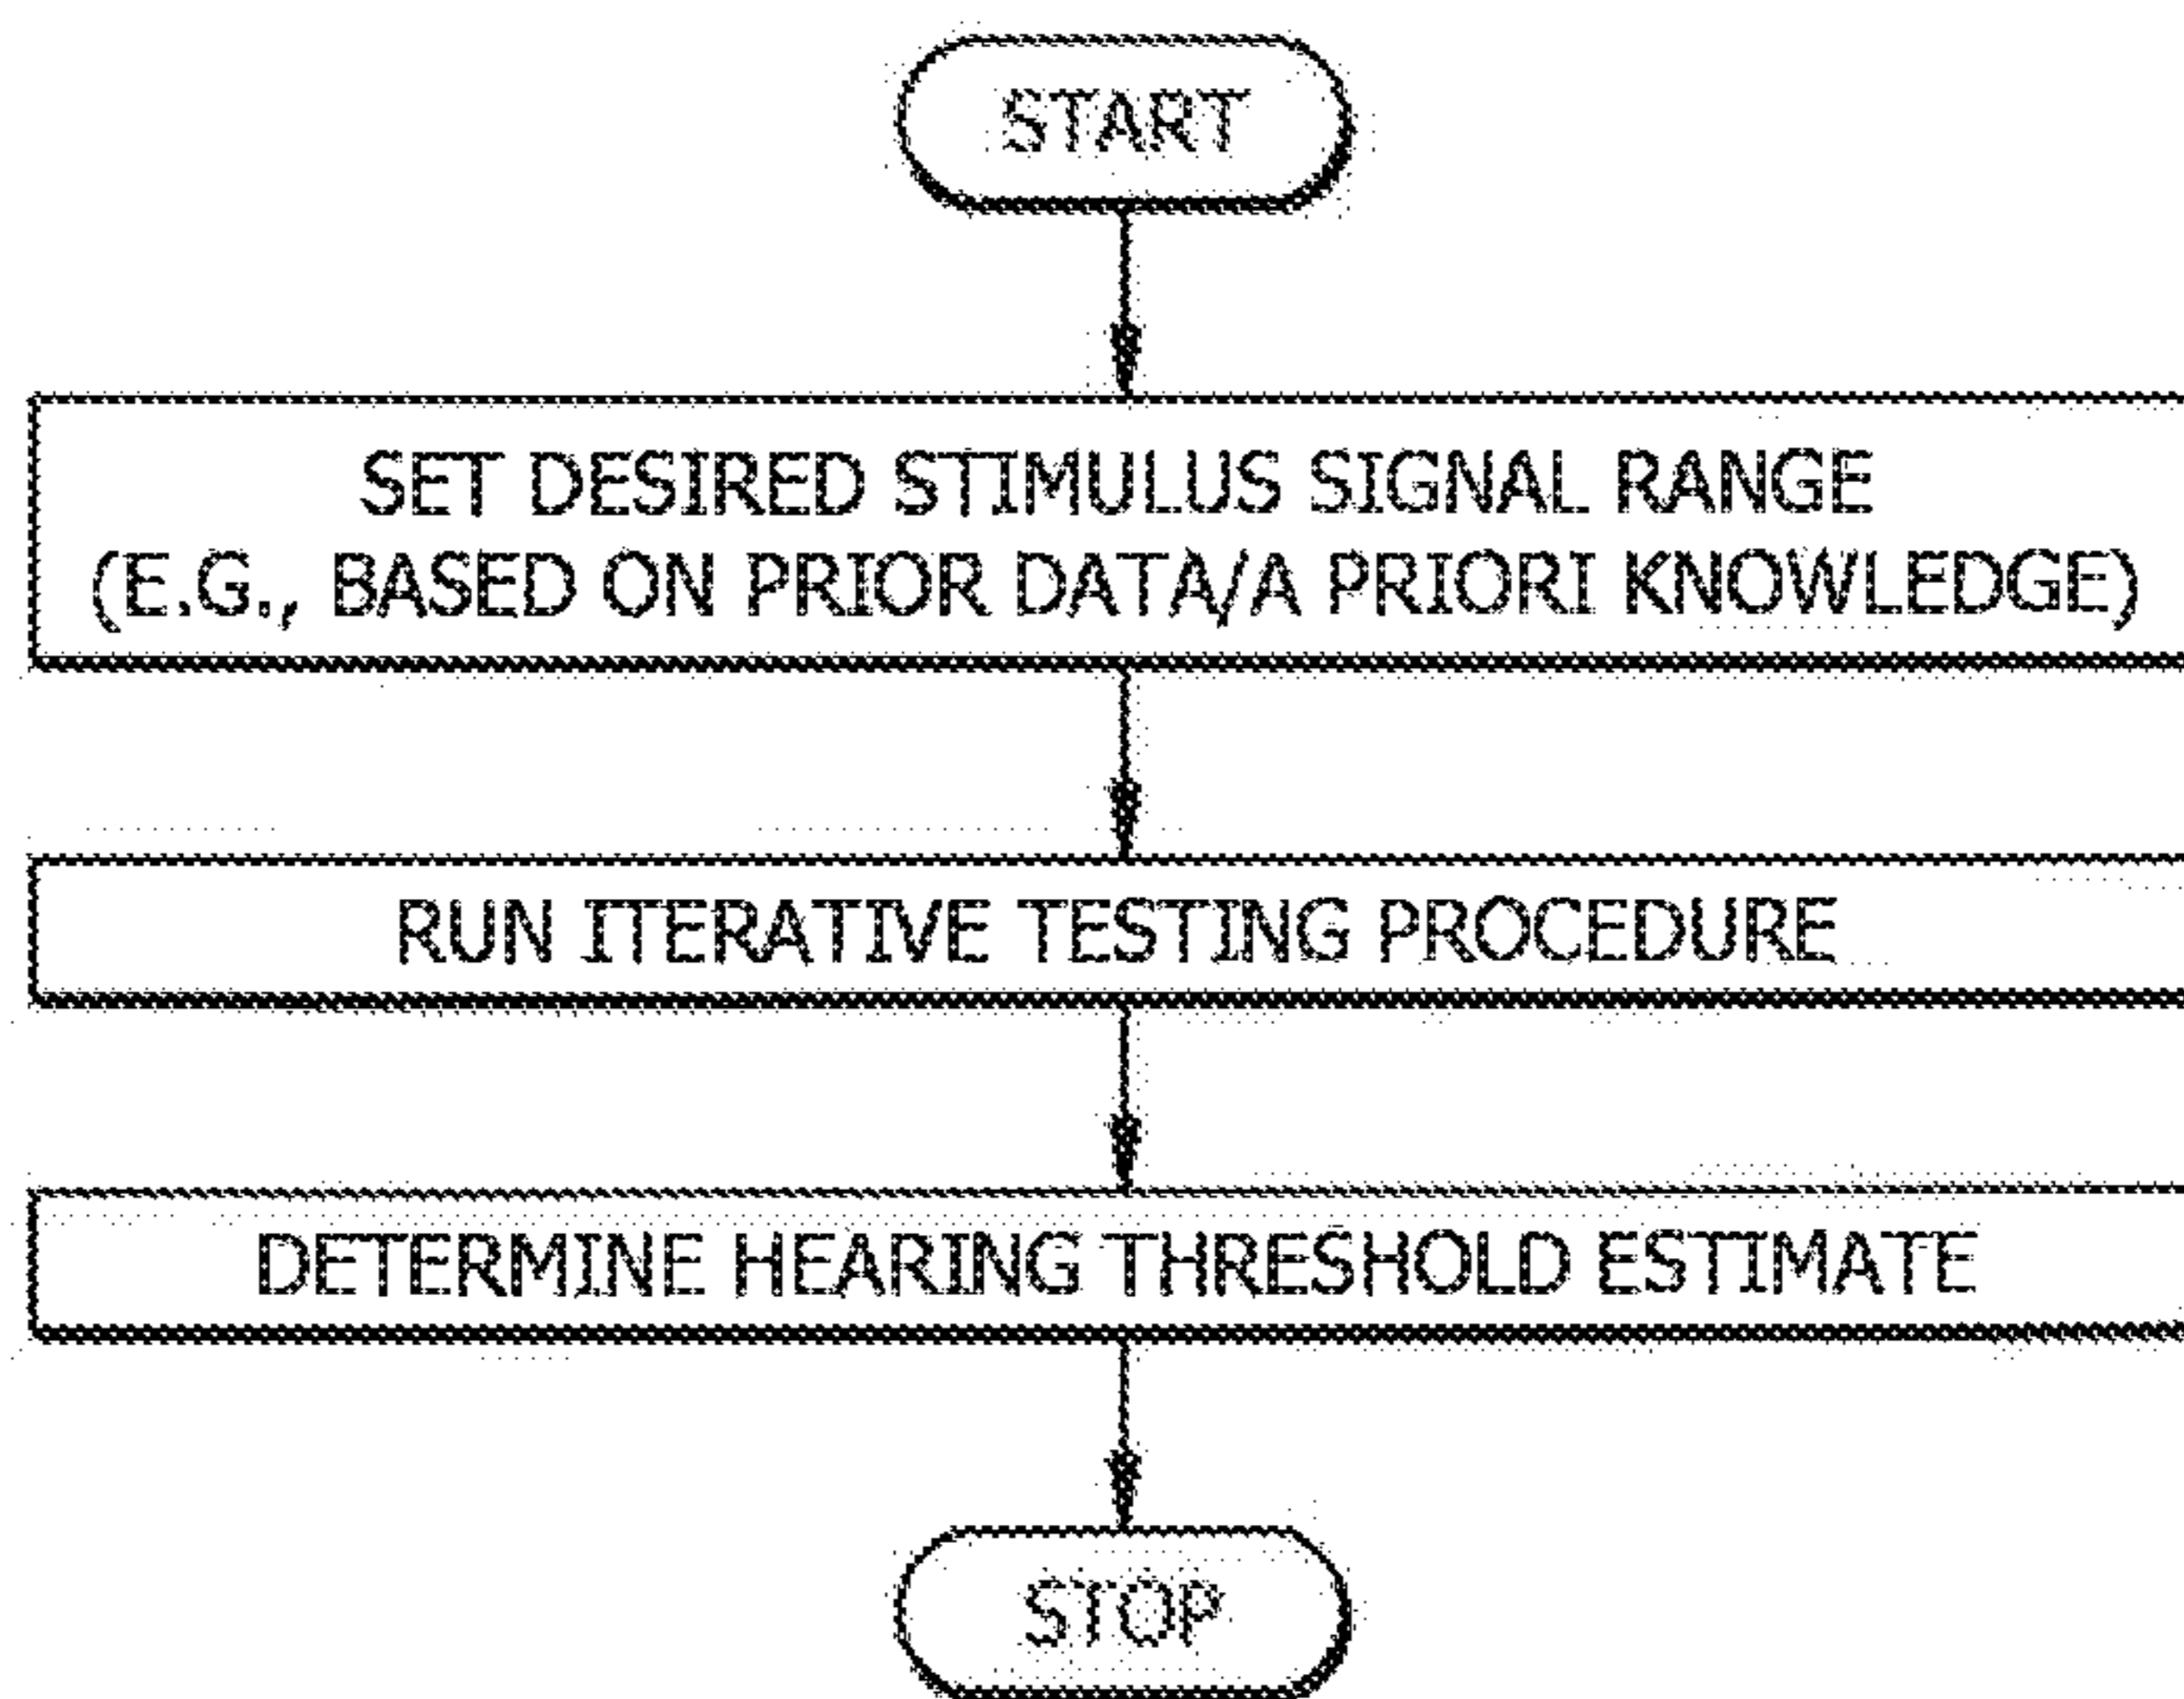 START
SET DESIRED STIMULUS SIGNAL RANGE
(E.G., BASED ON PRIOR DATA/A PRIORI KNOWLEDGE)
RUN ITERATIVE TESTING PROCEDURE
DETERMINE HEARING THRESHOLD ESTIMATE
STOP